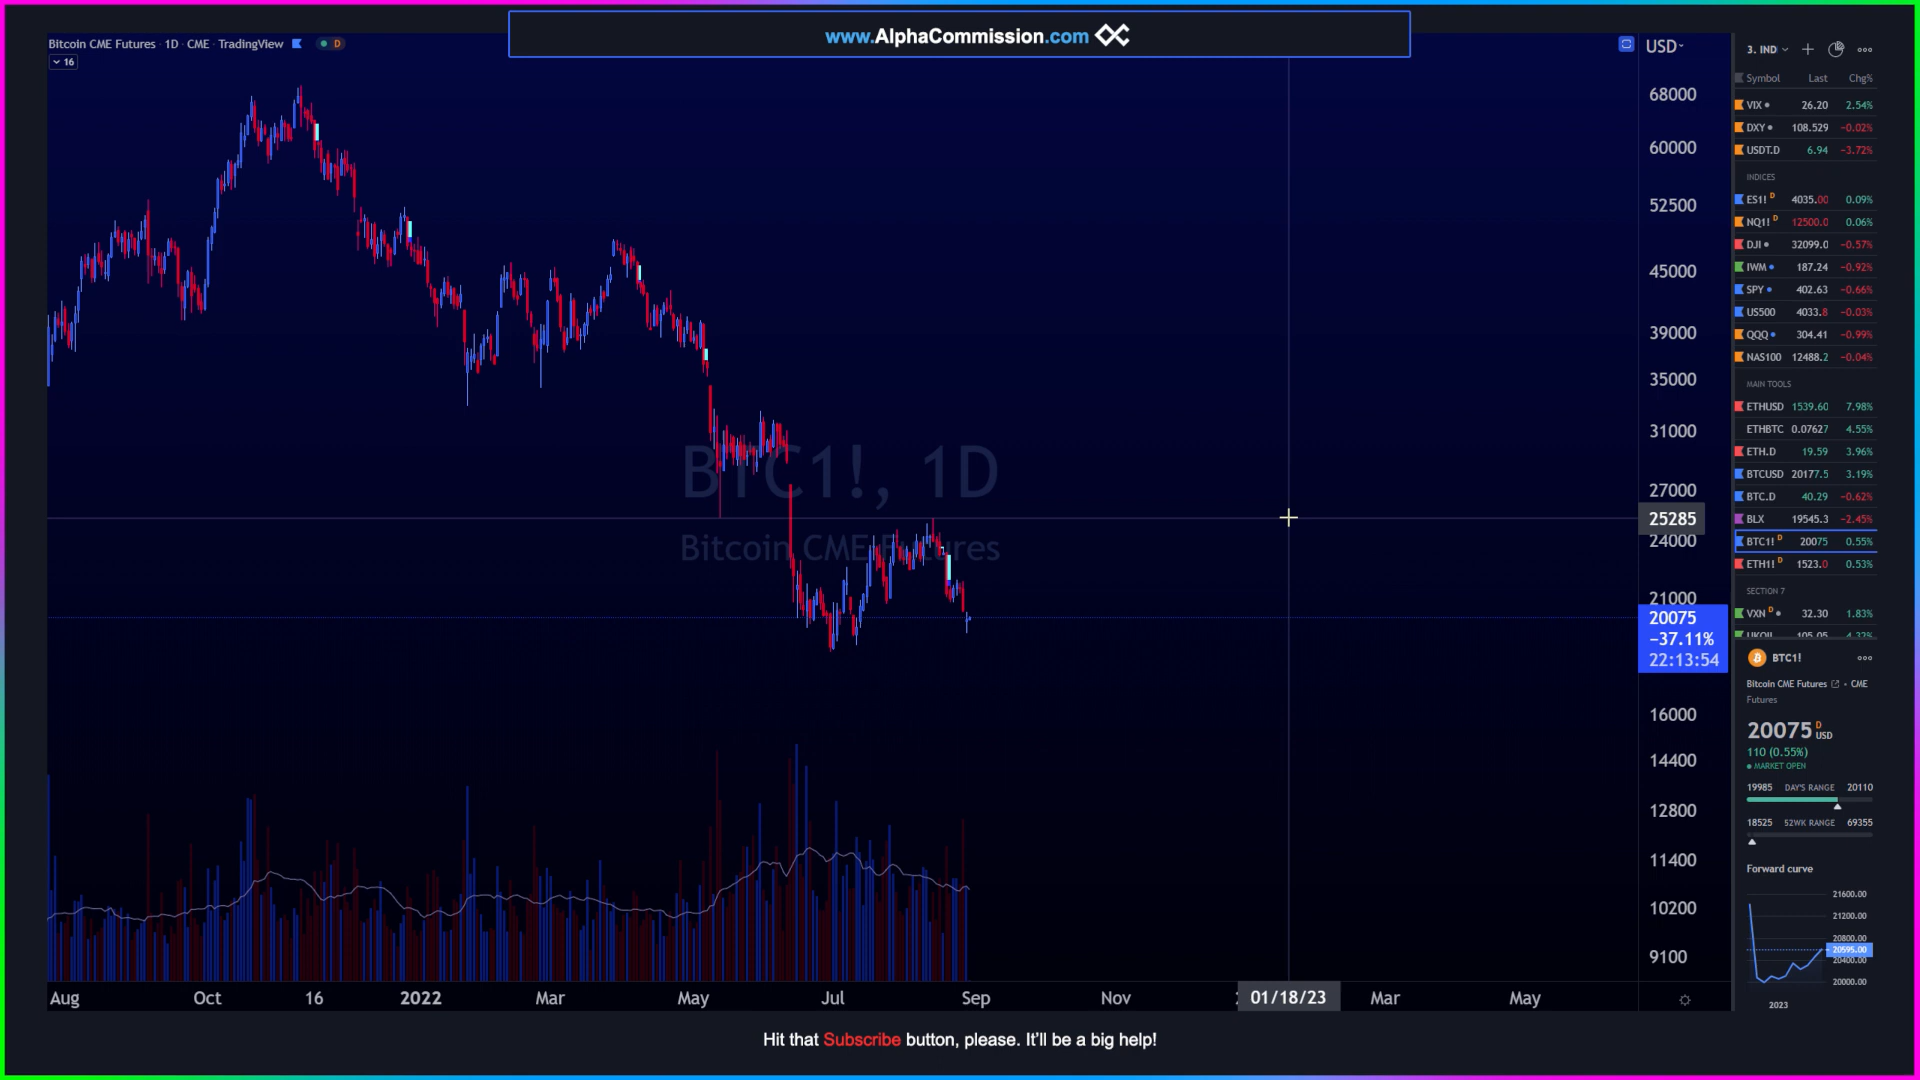 www.AlphaCommission.com
Bitcoin CME Futures · 1D · CME · TradingView D
16
USD
68000
60000
52500
45000
39000
35000
31000
27000
25285
24000
21000
20075
−37.11%
22:13:54
16000
14400
12800
11400
10200
9100
BTC1!, 1D
Bitcoin CME Futures
Aug Oct 16 2022 Mar May Jul Sep Nov 01/18/23 Mar May
3. IND
Symbol Last Chg%
VIX 26.20 2.54%
DXY 108.529 −0.02%
USDT.D 6.94 −3.72%
INDICES
ES1! D 4035.00 0.09%
NQ1! D 12500.0 0.06%
DJI 32099.0 −0.57%
IWM 187.24 −0.92%
SPY 402.63 −0.66%
US500 4033.8 −0.03%
QQQ 304.41 −0.99%
NAS100 12488.2 −0.04%
MAIN TOOLS
ETHUSD 1539.60 7.98%
ETHBTC 0.07627 4.55%
ETH.D 19.59 3.96%
BTCUSD 20177.5 3.19%
BTC.D 40.29 −0.62%
BLX 19545.3 −2.45%
BTC1! D 20075 0.55%
ETH1! D 1523.0 0.53%
SECTION 7
VXN D 32.30 1.83%
UKOIL 105.05 4.32%
BTC1!
Bitcoin CME Futures • CME
Futures
20075 D USD
110 (0.55%)
MARKET OPEN
19985 DAY'S RANGE 20110
18525 52WK RANGE 69355
Forward curve
21600.00
21200.00
20800.00
20595.00
20400.00
20000.00
2023
Hit that Subscribe button, please. It'll be a big help!